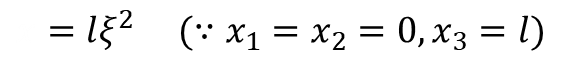 = lξ² (∵ x₁ = x₂ = 0, x₃ = l)